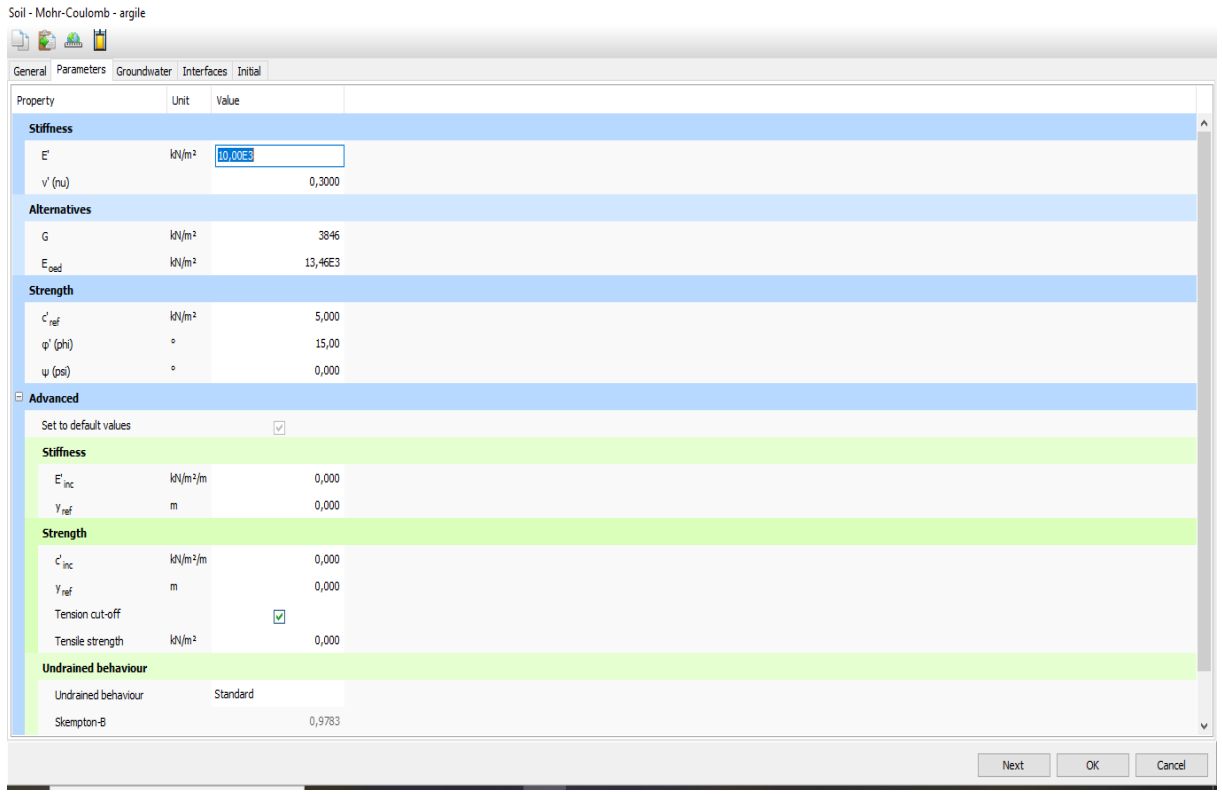 Soil - Mohr-Coulomb - argile
General Parameters Groundwater Interfaces Initial
Property Unit Value
Stiffness
E' kN/m² 10,00E3
ν' (nu) 0,3000
Alternatives
G kN/m² 3846
E oed kN/m² 13,46E3
Strength
c' ref kN/m² 5,000
φ' (phi) ° 15,00
ψ (psi) ° 0,000
Advanced
Set to default values
Stiffness
E' inc kN/m²/m 0,000
y ref m 0,000
Strength
c' inc kN/m²/m 0,000
y ref m 0,000
Tension cut-off
Tensile strength kN/m² 0,000
Undrained behaviour
Undrained behaviour Standard
Skempton-B 0,9783
Next OK Cancel